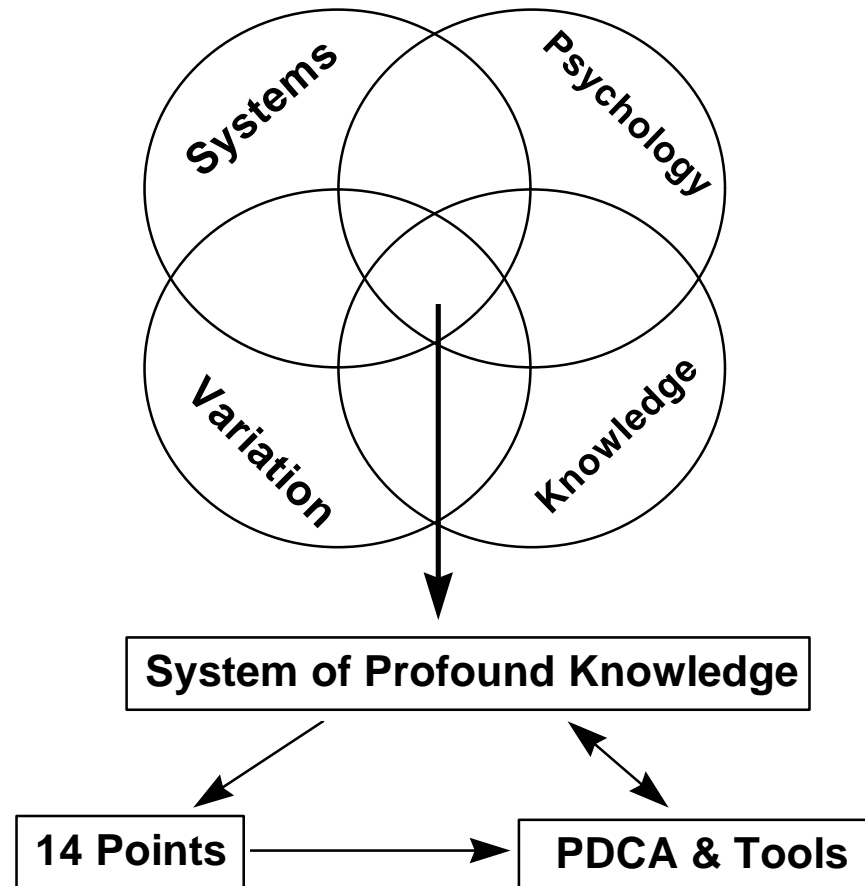 Systems
Psychology
Variation
Knowledge
System of Profound Knowledge
14 Points
PDCA & Tools